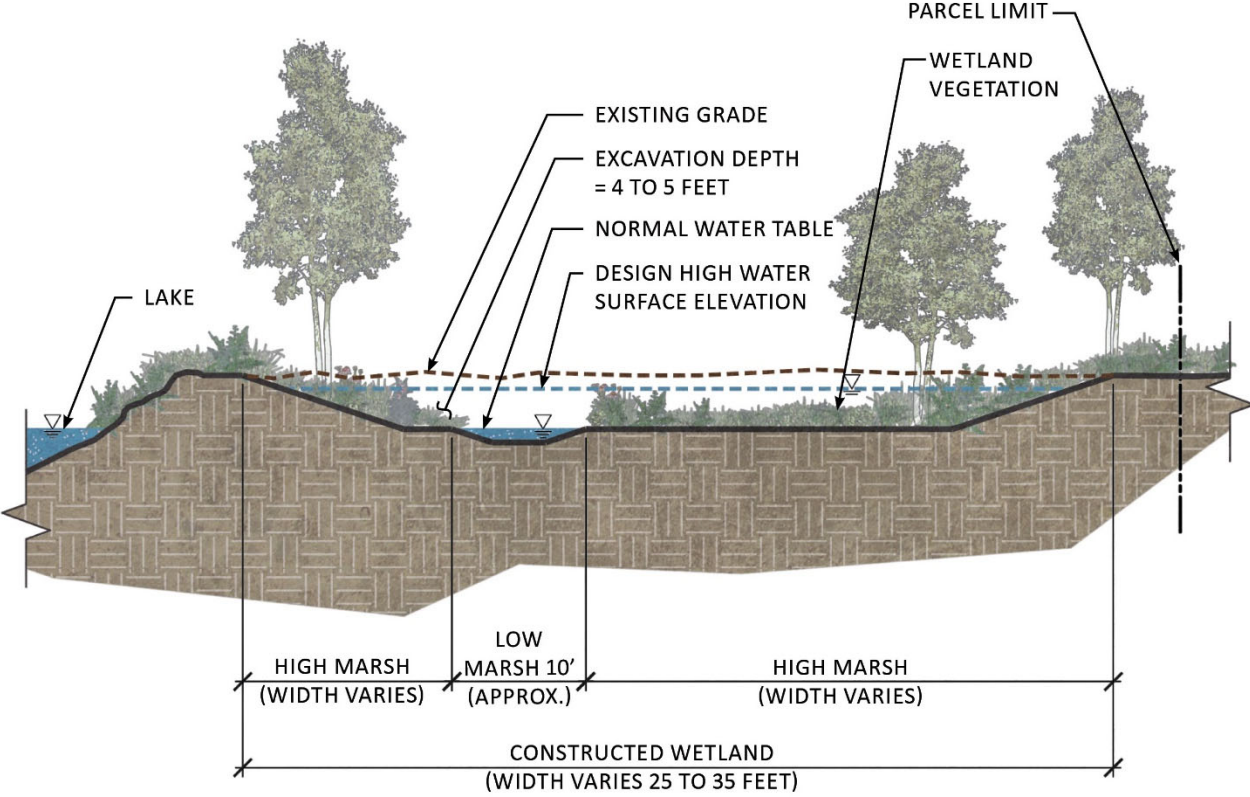 PARCEL LIMIT
WETLAND
VEGETATION
EXISTING GRADE
EXCAVATION DEPTH
= 4 TO 5 FEET
NORMAL WATER TABLE
DESIGN HIGH WATER
SURFACE ELEVATION
LAKE
HIGH MARSH
(WIDTH VARIES)
LOW
MARSH 10’
(APPROX.)
HIGH MARSH
(WIDTH VARIES)
CONSTRUCTED WETLAND
(WIDTH VARIES 25 TO 35 FEET)